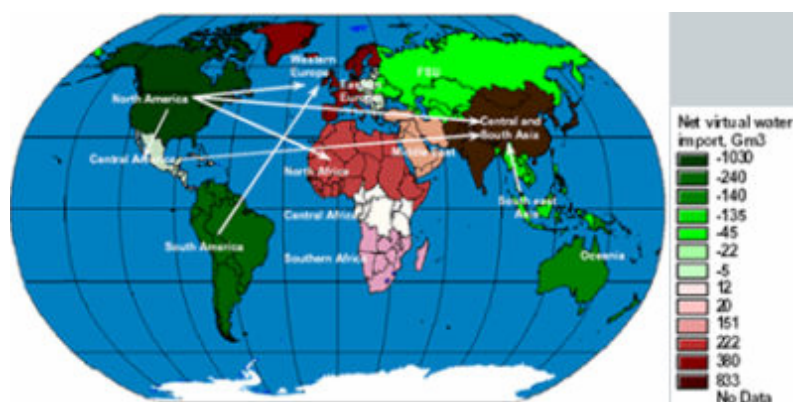 Western
Europe
Eastern
Europe
FSU
North America
Central and
South Asia
Central America
Middle East
North Africa
Central Africa
South east
Asia
South America
Southern Africa
Oceania
Net virtual water
import, Gm3
-1030
-240
-140
-135
-45
-22
-5
12
20
151
222
380
833
No Data